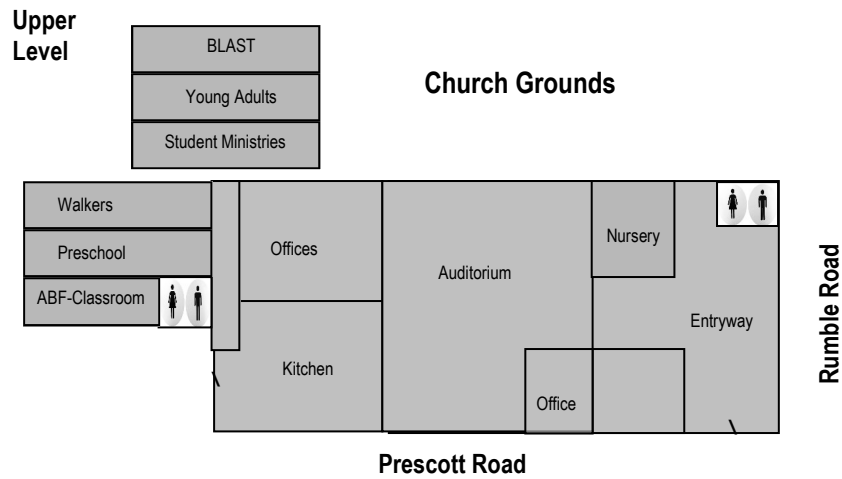 Upper
Level
BLAST
Young Adults
Student Ministries
Church Grounds
Walkers
Preschool
ABF-Classroom
Offices
Kitchen
Auditorium
Nursery
Entryway
Office
Rumble Road
Prescott Road